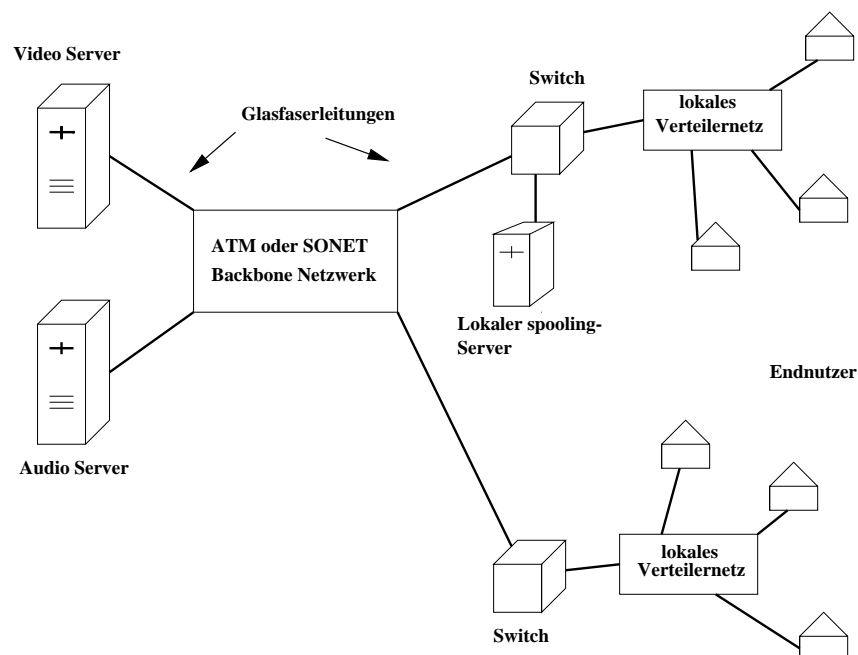 Video Server
Glasfaserleitungen
Switch
lokales
Verteilernetz
ATM oder SONET
Backbone Netzwerk
Lokaler spooling-
Server
Endnutzer
Audio Server
lokales
Verteilernetz
Switch